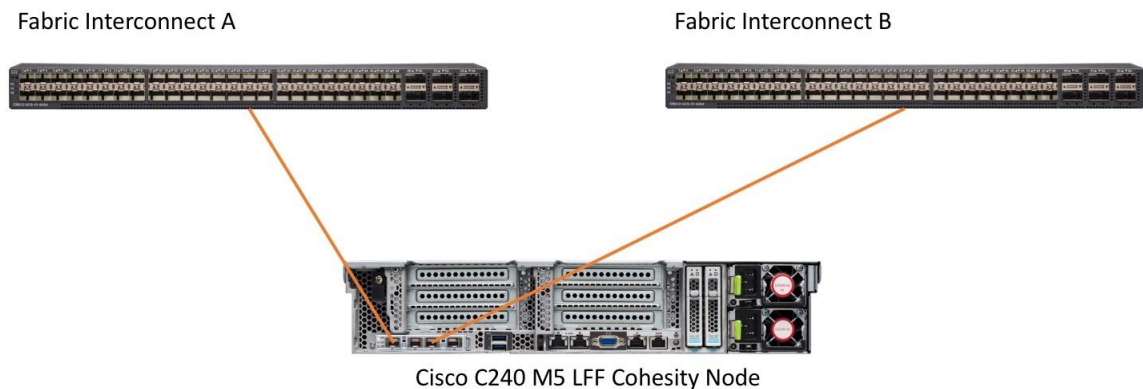 Fabric Interconnect A
Fabric Interconnect B
Cisco C240 M5 LFF Cohesity Node